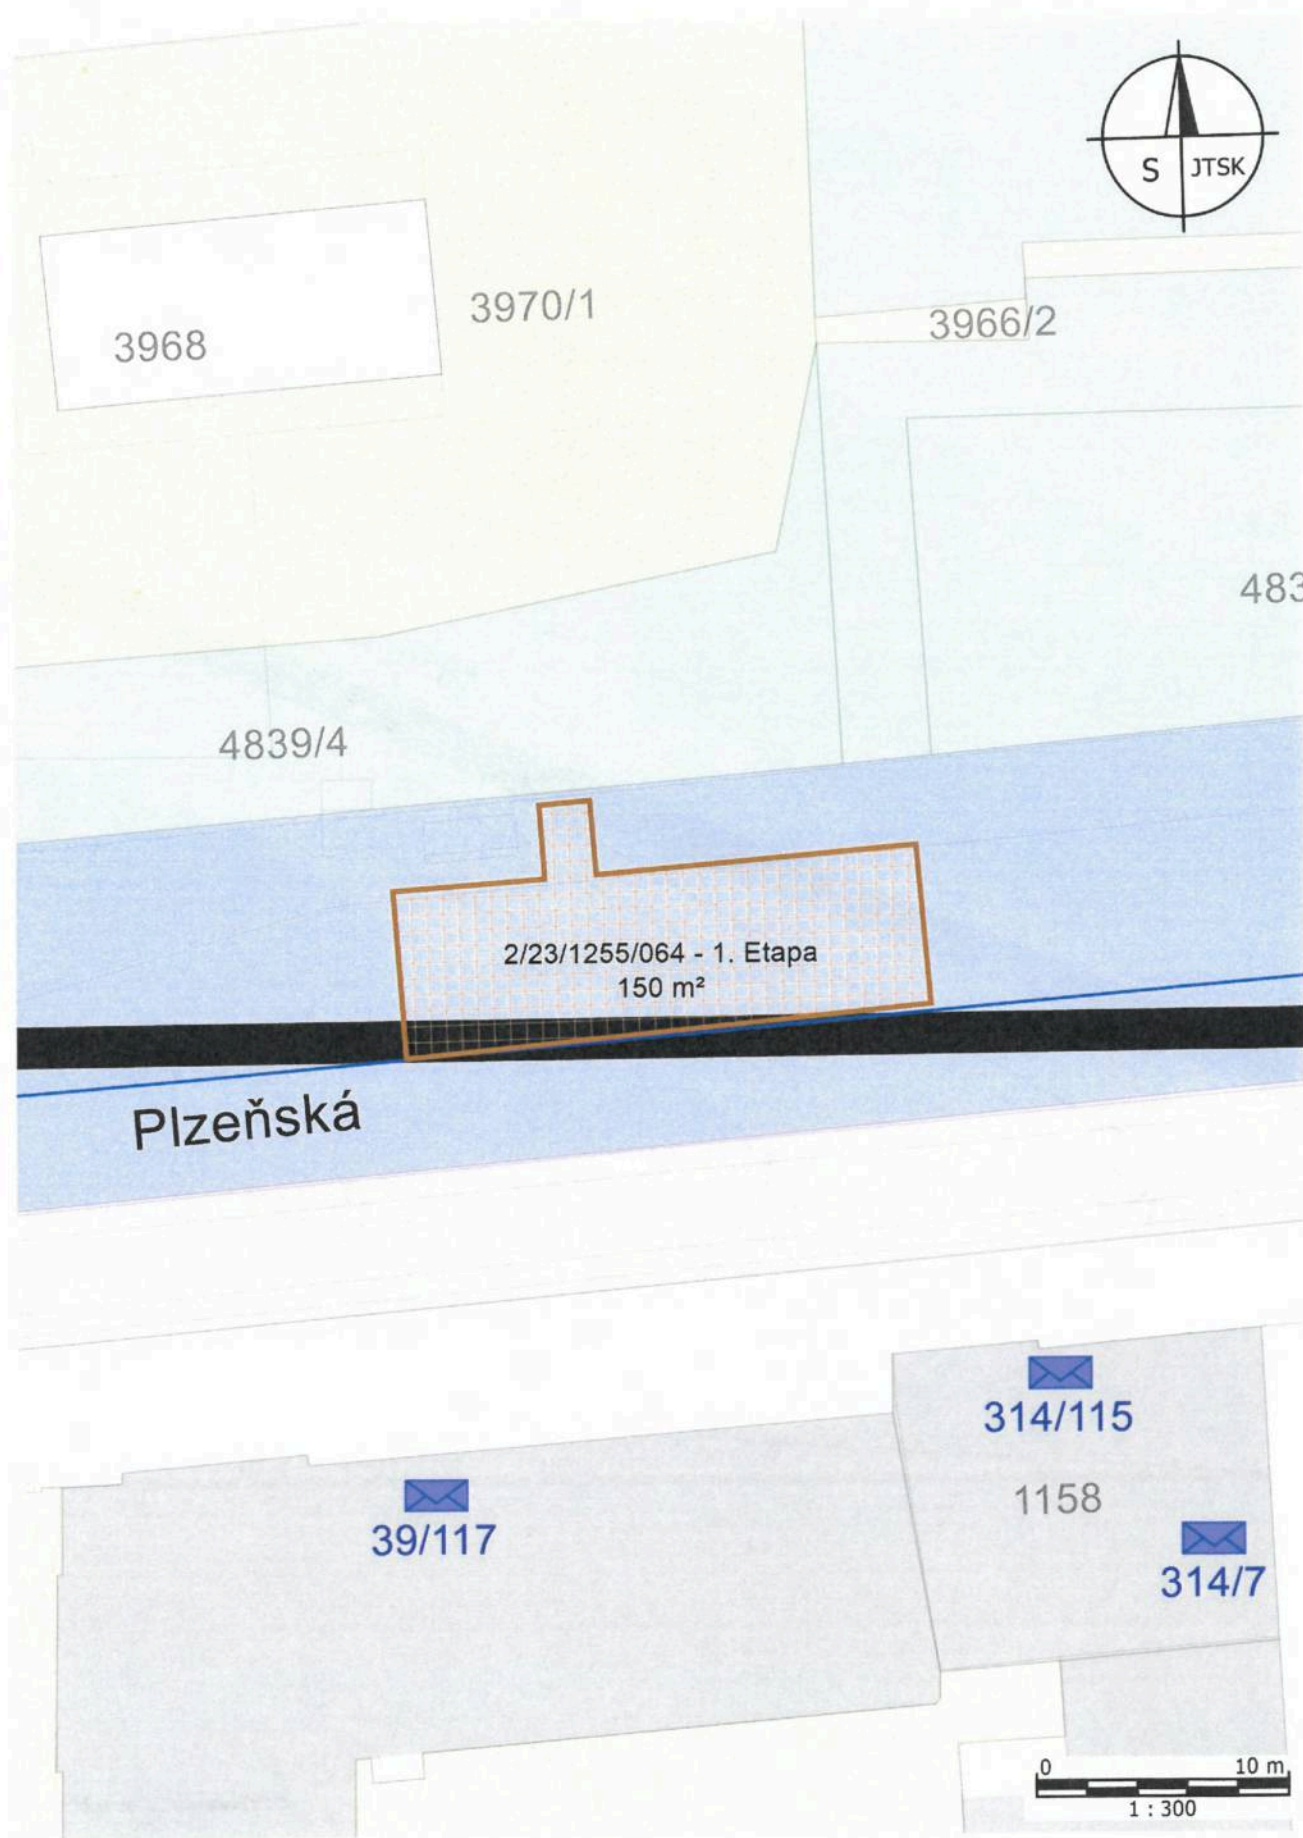 S JTSK
3970/1
3966/2
3968
483
4839/4
2/23/1255/064 - 1. Etapa
150 m²
Plzeňská
314/115
1158
39/117
314/7
0 10 m
1 : 300